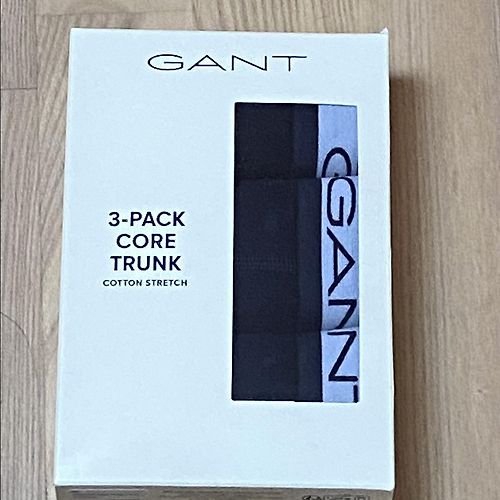 GANT
3-PACK
CORE
TRUNK
COTTON STRETCH
GANT